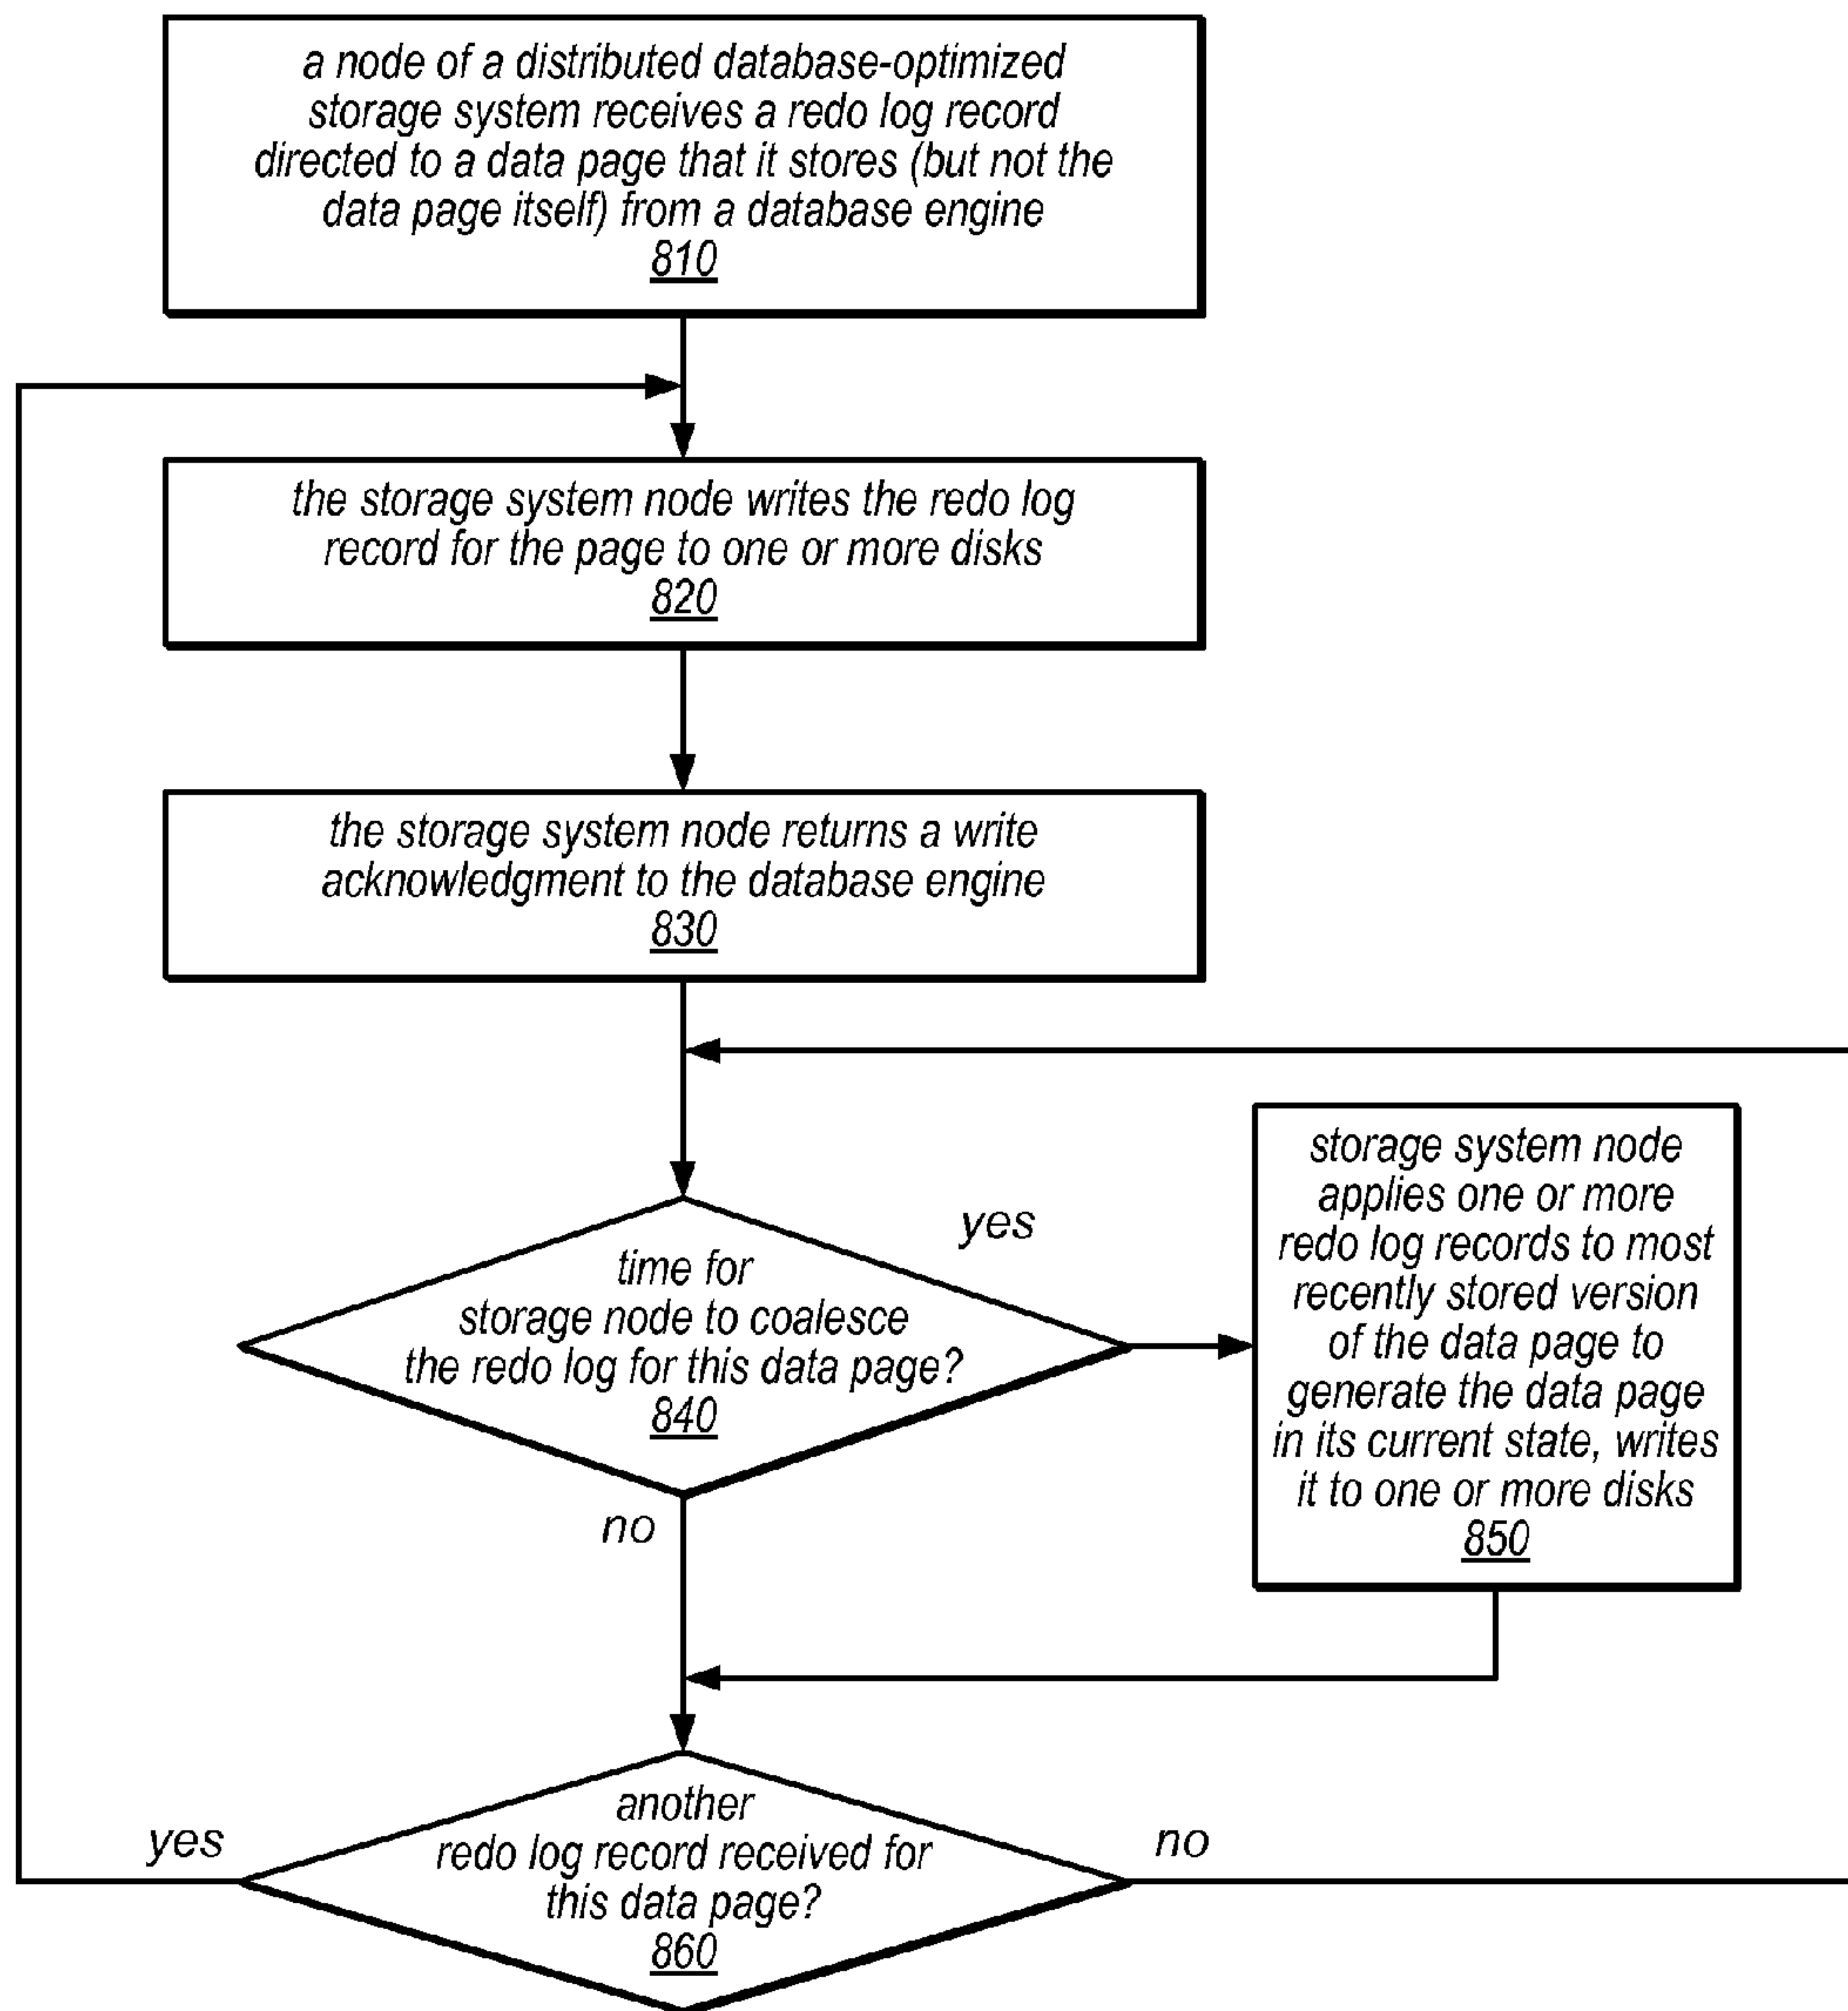 a node of a distributed database-optimized
storage system receives a redo log record
directed to a data page that it stores (but not the
data page itself) from a database engine
810
the storage system node writes the redo log
record for the page to one or more disks
820
the storage system node returns a write
acknowledgment to the database engine
830
yes
time for
storage node to coalesce
the redo log for this data page?
840
no
storage system node
applies one or more
redo log records to most
recently stored version
of the data page to
generate the data page
in its current state, writes
it to one or more disks
850
yes
another
redo log record received for
this data page?
860
no